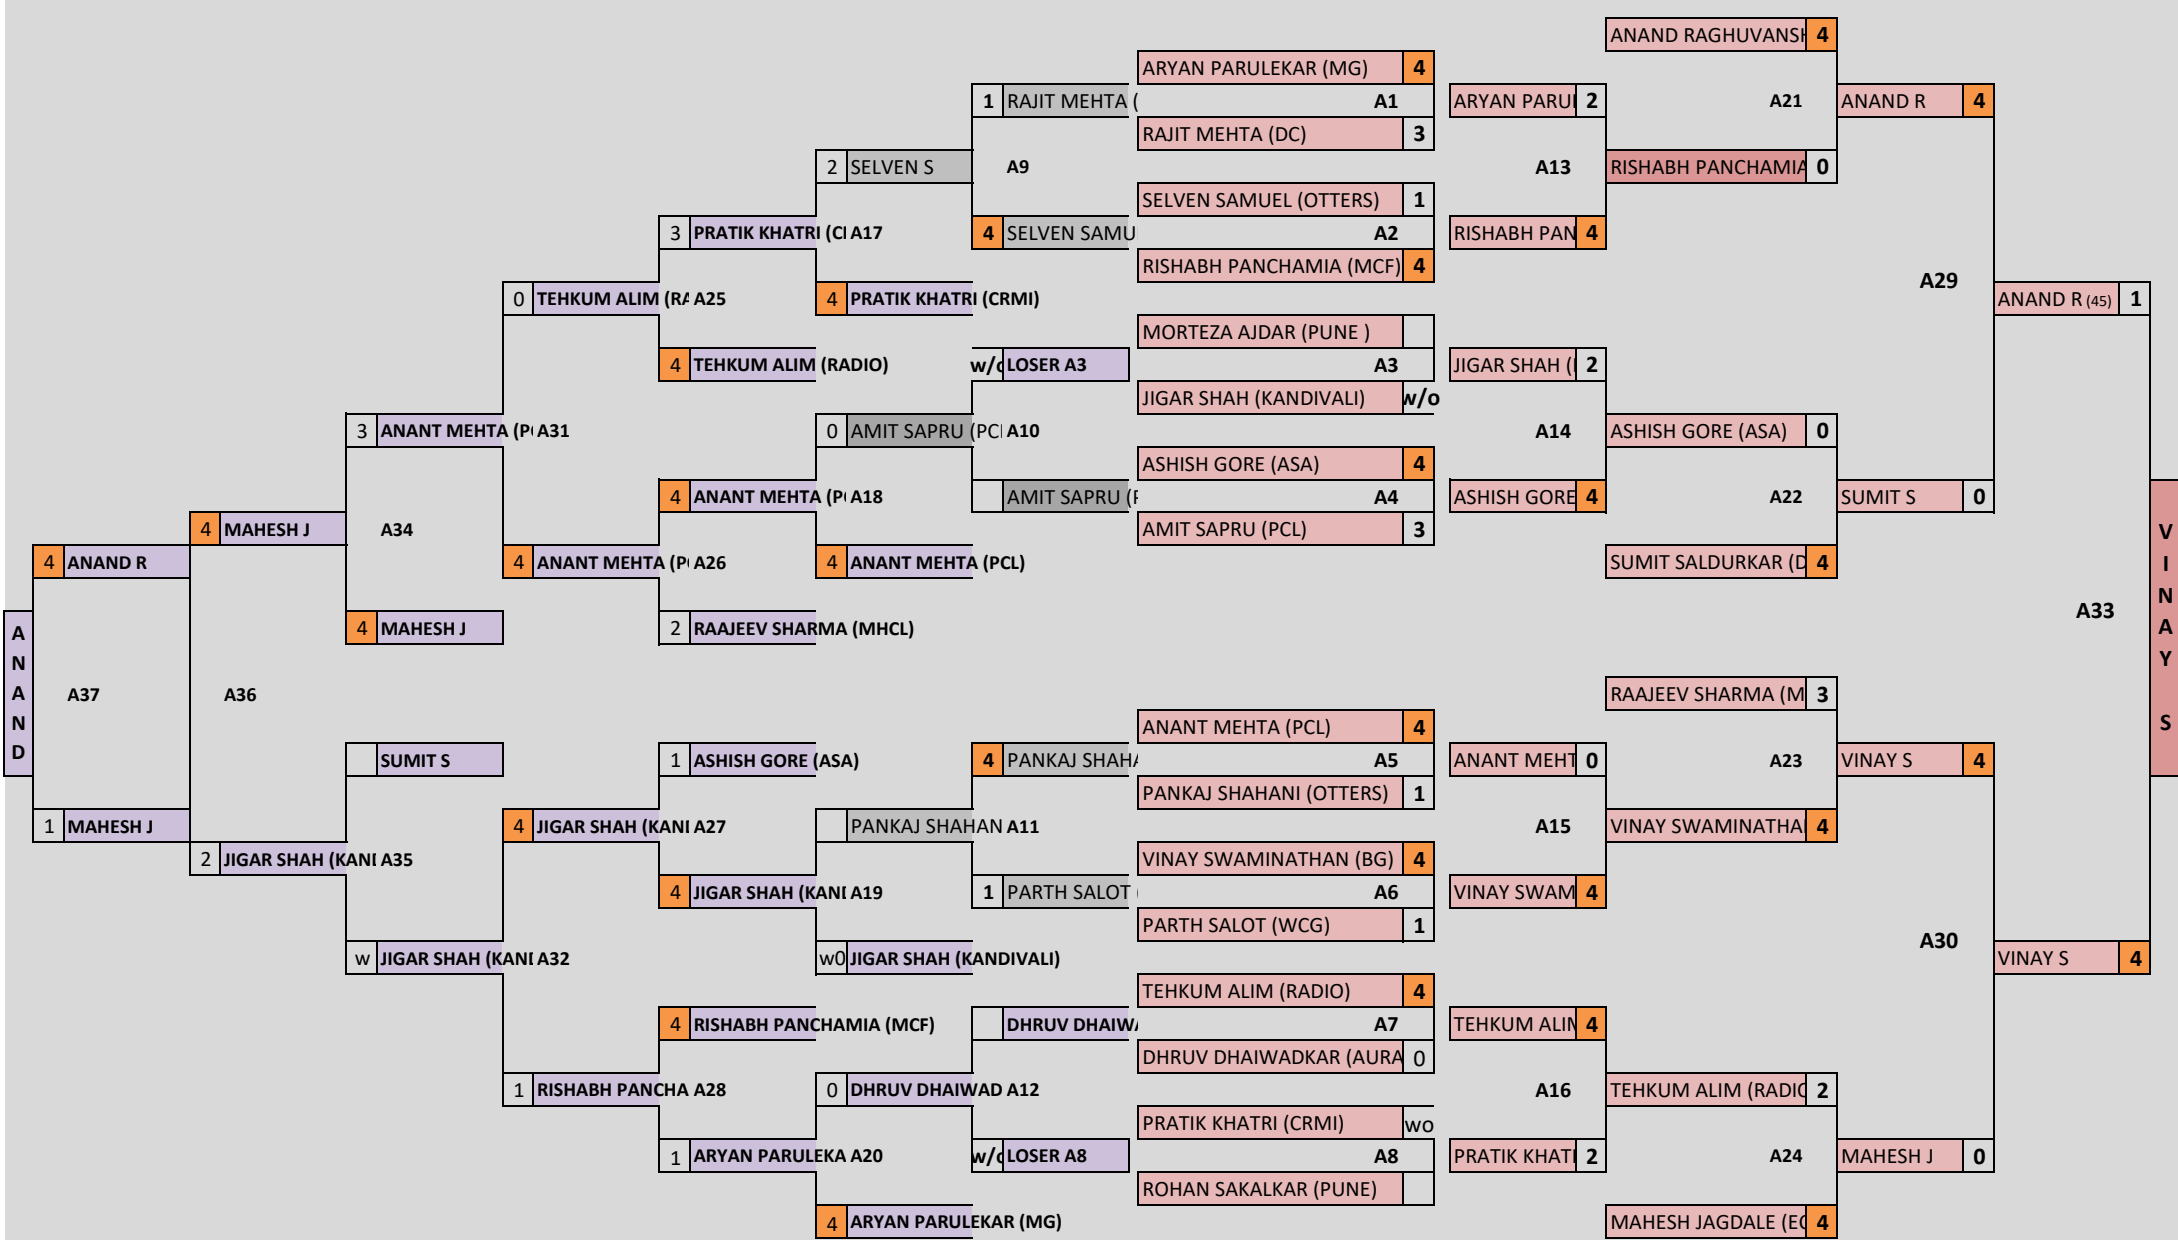 ANAND RAGHUVANSH 4
ARYAN PARULEKAR (MG) 4
1 RAJIT MEHTA ( A1 ARYAN PARUL 2 A21 ANAND R 4
RAJIT MEHTA (DC) 3
2 SELVEN S A9 A13 RISHABH PANCHAMIA 0
SELVEN SAMUEL (OTTERS) 1
3 PRATIK KHATRI (CI A17 4 SELVEN SAMU A2 RISHABH PAN 4
RISHABH PANCHAMIA (MCF) 4
A29
0 TEHKUM ALIM (RA A25 4 PRATIK KHATRI (CRMI) ANAND R (45) 1
MORTEZA AJDAR (PUNE )
4 TEHKUM ALIM (RADIO) w/o LOSER A3 A3 JIGAR SHAH ( 2
JIGAR SHAH (KANDIVALI) w/o
3 ANANT MEHTA (P A31 0 AMIT SAPRU (PC A10 A14 ASHISH GORE (ASA) 0
ASHISH GORE (ASA) 4
4 ANANT MEHTA (P A18 AMIT SAPRU ( A4 ASHISH GORE 4 A22 SUMIT S 0
4 MAHESH J A34 AMIT SAPRU (PCL) 3
4 ANAND R 4 ANANT MEHTA (P A26 4 ANANT MEHTA (PCL) SUMIT SALDURKAR (D 4
A33
4 MAHESH J 2 RAAJEEV SHARMA (MHCL)
ANAND
VINAY S
A37 A36 RAAJEEV SHARMA (M 3
ANANT MEHTA (PCL) 4
SUMIT S 1 ASHISH GORE (ASA) 4 PANKAJ SHAHA A5 ANANT MEHT 0 A23 VINAY S 4
PANKAJ SHAHANI (OTTERS) 1
1 MAHESH J 4 JIGAR SHAH (KANI A27 PANKAJ SHAHAN A11 A15 VINAY SWAMINATHA 4
2 JIGAR SHAH (KANI A35 VINAY SWAMINATHAN (BG) 4
4 JIGAR SHAH (KANI A19 1 PARTH SALOT A6 VINAY SWAM 4
PARTH SALOT (WCG) 1
A30
w JIGAR SHAH (KANI A32 w0 JIGAR SHAH (KANDIVALI) VINAY S 4
TEHKUM ALIM (RADIO) 4
4 RISHABH PANCHAMIA (MCF) DHRUV DHAIWA A7 TEHKUM ALIM 4
DHRUV DHAIWADKAR (AURA 0
1 RISHABH PANCHA A28 0 DHRUV DHAIWAD A12 A16 TEHKUM ALIM (RADIO 2
PRATIK KHATRI (CRMI) wo
1 ARYAN PARULEKA A20 w/o LOSER A8 A8 PRATIK KHATI 2 A24 MAHESH J 0
ROHAN SAKALKAR (PUNE)
4 ARYAN PARULEKAR (MG) MAHESH JAGDALE (EC 4